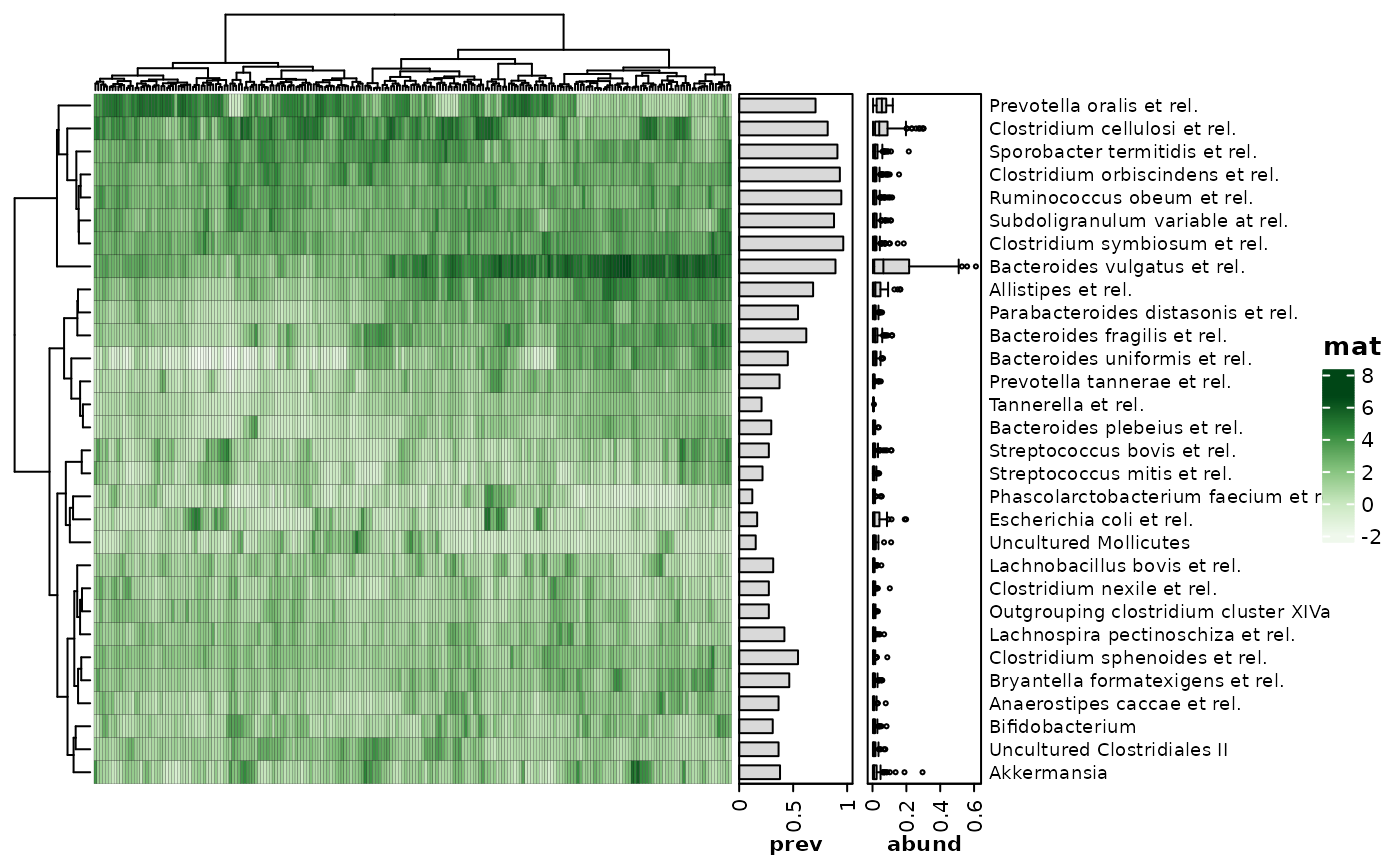 Prevotella oralis et rel.
Clostridium cellulosi et rel.
Sporobacter termitidis et rel.
Clostridium orbiscindens et rel.
Ruminococcus obeum et rel.
Subdoligranulum variable at rel.
Clostridium symbiosum et rel.
Bacteroides vulgatus et rel.
Allistipes et rel.
Parabacteroides distasonis et rel.
Bacteroides fragilis et rel.
Bacteroides uniformis et rel.
Prevotella tannerae et rel.
Tannerella et rel.
Bacteroides plebeius et rel.
Streptococcus bovis et rel.
Streptococcus mitis et rel.
Phascolarctobacterium faecium et r
Escherichia coli et rel.
Uncultured Mollicutes
Lachnobacillus bovis et rel.
Clostridium nexile et rel.
Outgrouping clostridium cluster XIVa
Lachnospira pectinoschiza et rel.
Clostridium sphenoides et rel.
Bryantella formatexigens et rel.
Anaerostipes caccae et rel.
Bifidobacterium
Uncultured Clostridiales II
Akkermansia
mat
8
6
4
2
0
-2
0 0.5 1
prev
0 0.2 0.4 0.6
abund